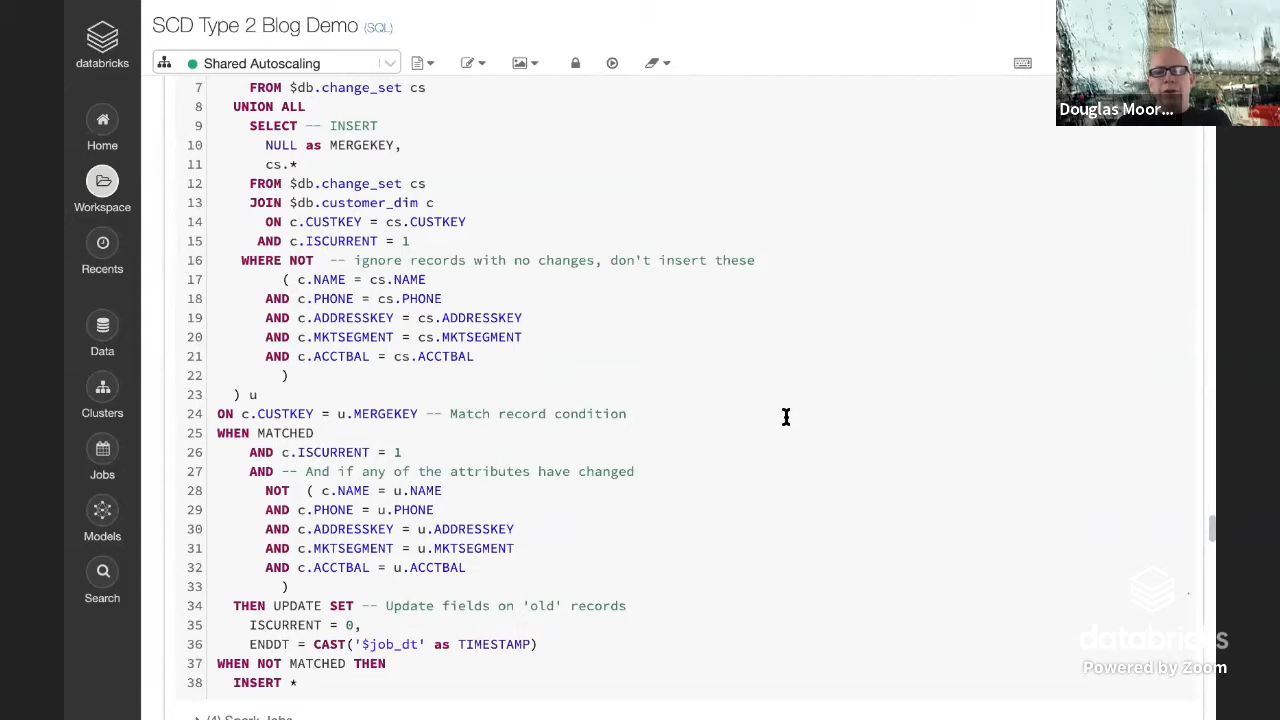 SCD Type 2 Blog Demo (SQL)
databricks
Shared Autoscaling
Douglas Moor...
Home
Workspace
Recents
Data
Clusters
Jobs
Models
Search
7 FROM $db.change_set cs
8 UNION ALL
9 SELECT -- INSERT
10 NULL as MERGEKEY,
11 cs.*
12 FROM $db.change_set cs
13 JOIN $db.customer_dim c
14 ON c.CUSTKEY = cs.CUSTKEY
15 AND c.ISCURRENT = 1
16 WHERE NOT -- ignore records with no changes, don't insert these
17 ( c.NAME = cs.NAME
18 AND c.PHONE = cs.PHONE
19 AND c.ADDRESSKEY = cs.ADDRESSKEY
20 AND c.MKTSEGMENT = cs.MKTSEGMENT
21 AND c.ACCTBAL = cs.ACCTBAL
22 )
23 ) u
24 ON c.CUSTKEY = u.MERGEKEY -- Match record condition
25 WHEN MATCHED
26 AND c.ISCURRENT = 1
27 AND -- And if any of the attributes have changed
28 NOT ( c.NAME = u.NAME
29 AND c.PHONE = u.PHONE
30 AND c.ADDRESSKEY = u.ADDRESSKEY
31 AND c.MKTSEGMENT = u.MKTSEGMENT
32 AND c.ACCTBAL = u.ACCTBAL
33 )
34 THEN UPDATE SET -- Update fields on 'old' records
35 ISCURRENT = 0,
36 ENDDT = CAST('$job_dt' as TIMESTAMP)
37 WHEN NOT MATCHED THEN
38 INSERT *
(4) Spark Jobs
databricks
Powered by Zoom